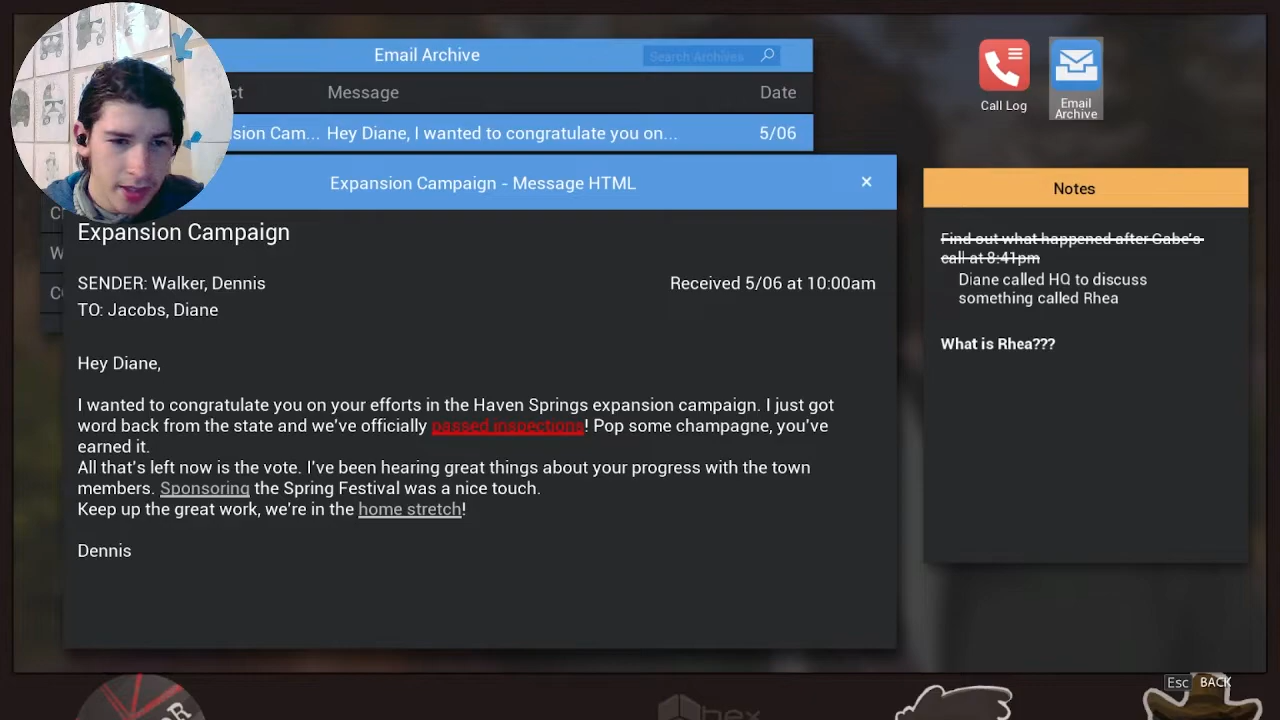 Email Archive
Search Archives
ct Message Date
sion Cam... Hey Diane, I wanted to congratulate you on... 5/06
Expansion Campaign - Message HTML
Expansion Campaign
SENDER: Walker, Dennis
Received 5/06 at 10:00am
TO: Jacobs, Diane
Hey Diane,
I wanted to congratulate you on your efforts in the Haven Springs expansion campaign. I just got
word back from the state and we've officially passed inspections! Pop some champagne, you've
earned it.
All that's left now is the vote. I've been hearing great things about your progress with the town
members. Sponsoring the Spring Festival was a nice touch.
Keep up the great work, we're in the home stretch!
Dennis
Call Log
Email
Archive
Notes
Find out what happened after Gabe's
call at 8:41pm
Diane called HQ to discuss
something called Rhea
What is Rhea???
Esc BACK